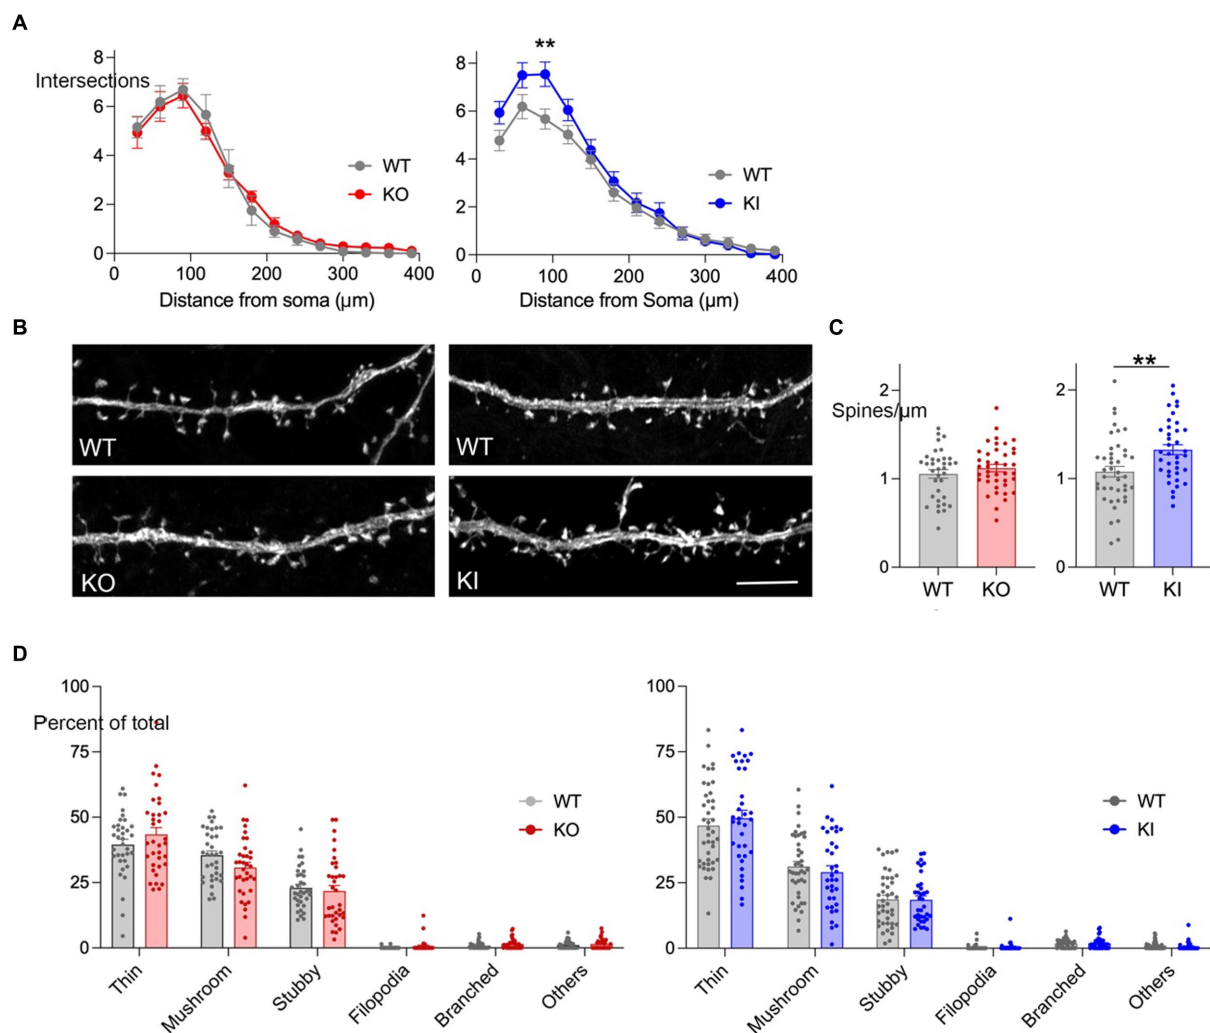 A
8
Intersections
6
4
2
0
WT
KO
0 100 200 300 400
Distance from soma (µm)
**
8
6
4
2
0
WT
KI
0 100 200 300 400
Distance from Soma (µm)
B
WT
WT
KO
KI
C
2
Spines/µm
1
0
WT KO
**
2
1
0
WT KI
D
100
Percent of total
75
50
25
0
WT
KO
Thin Mushroom Stubby Filopodia Branched Others
100
75
50
25
0
WT
KI
Thin Mushroom Stubby Filopodia Branched Others